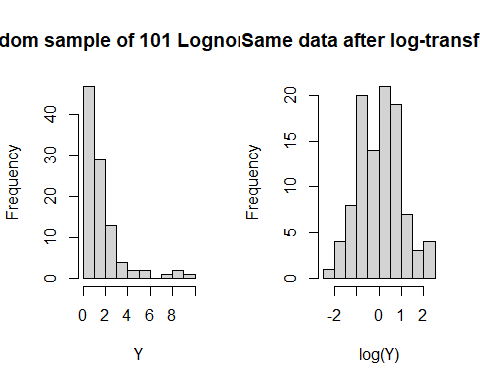 dom sample of 101 Lognor
Same data after log-transf
Frequency
0 10 20 30 40
0 2 4 6 8
Y
Frequency
0 5 10 15 20
-2 0 1 2
log(Y)